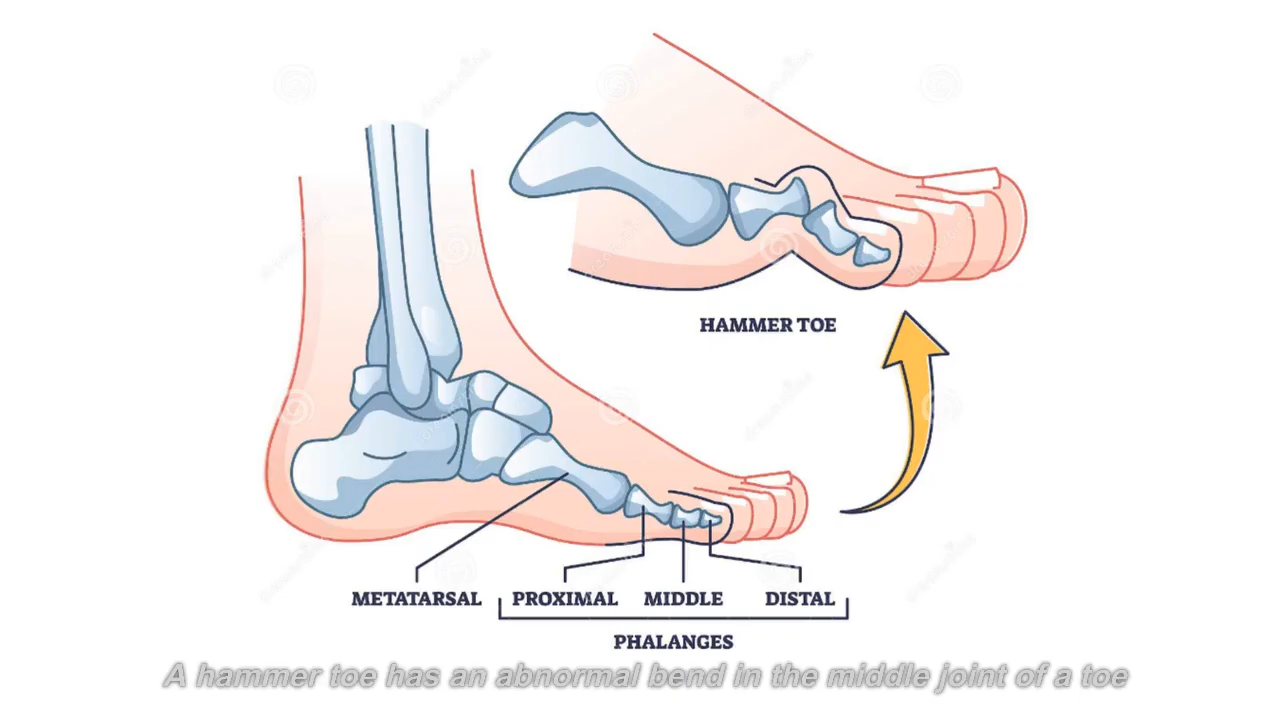 HAMMER TOE
METATARSAL PROXIMAL MIDDLE DISTAL
PHALANGES
A hammer toe has an abnormal bend in the middle joint of a toe